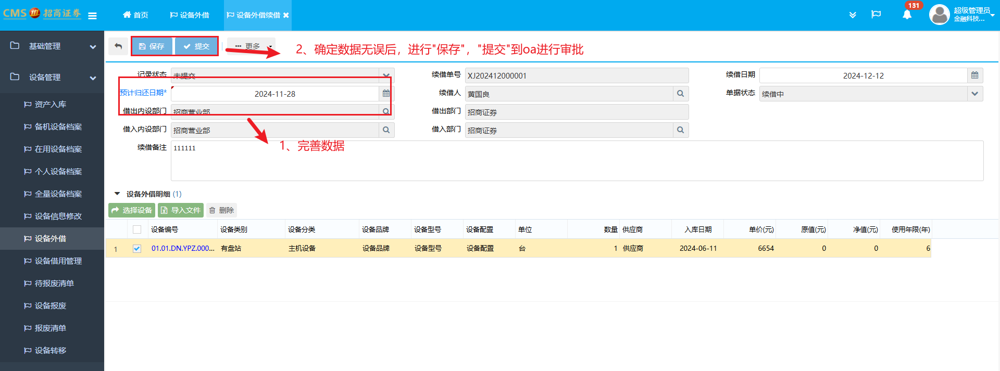 CMS 招商证券
首页
设备外借
设备外借续借
131
超级管理员
金融科技...
基础管理
设备管理
资产入库
备机设备档案
在用设备档案
个人设备档案
全量设备档案
设备信息修改
设备外借
设备借用管理
待报废清单
设备报废
报废清单
设备转移
保存
提交
更多
2、确定数据无误后，进行"保存"，"提交"到oa进行审批
记录状态 未提交
续借单号 XJ202412000001
续借日期 2024-12-12
预计归还日期* 2024-11-28
续借人 黄国良
单据状态 续借中
借出内设部门 招商营业部
借出部门 招商证券
借入内设部门 招商营业部
借入部门 招商证券
续借备注 111111
1、完善数据
设备外借明细 (1)
选择设备 导入文件 删除
设备编号 设备类别 设备分类 设备品牌 设备型号 设备配置 单位 数量 供应商 入库日期 单价(元) 原值(元) 净值(元) 使用年限(年)
1 01.01.DN.YPZ.000... 有盘站 主机设备 设备品牌 设备型号 设备配置 台 1 供应商 2024-06-11 6654 0 0 6